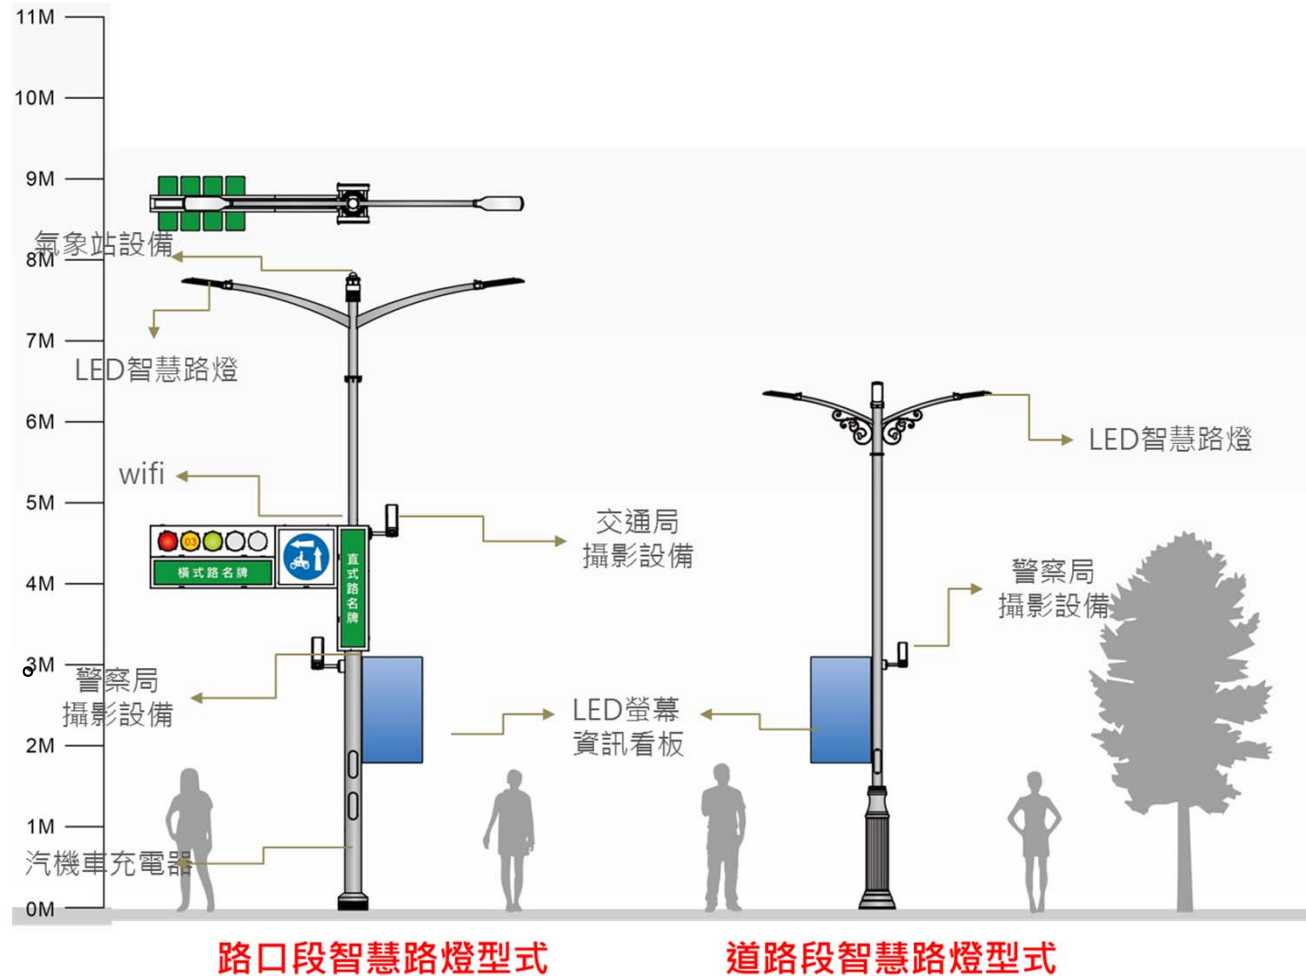 11M
10M
9M
氣象站設備
8M
7M
LED智慧路燈
6M
LED智慧路燈
wifi
5M
交通局
攝影設備
03
橫式路名牌
直式路名牌
4M
警察局
攝影設備
3M
警察局
攝影設備
LED螢幕
資訊看板
2M
1M
汽機車充電器
0M
路口段智慧路燈型式
道路段智慧路燈型式